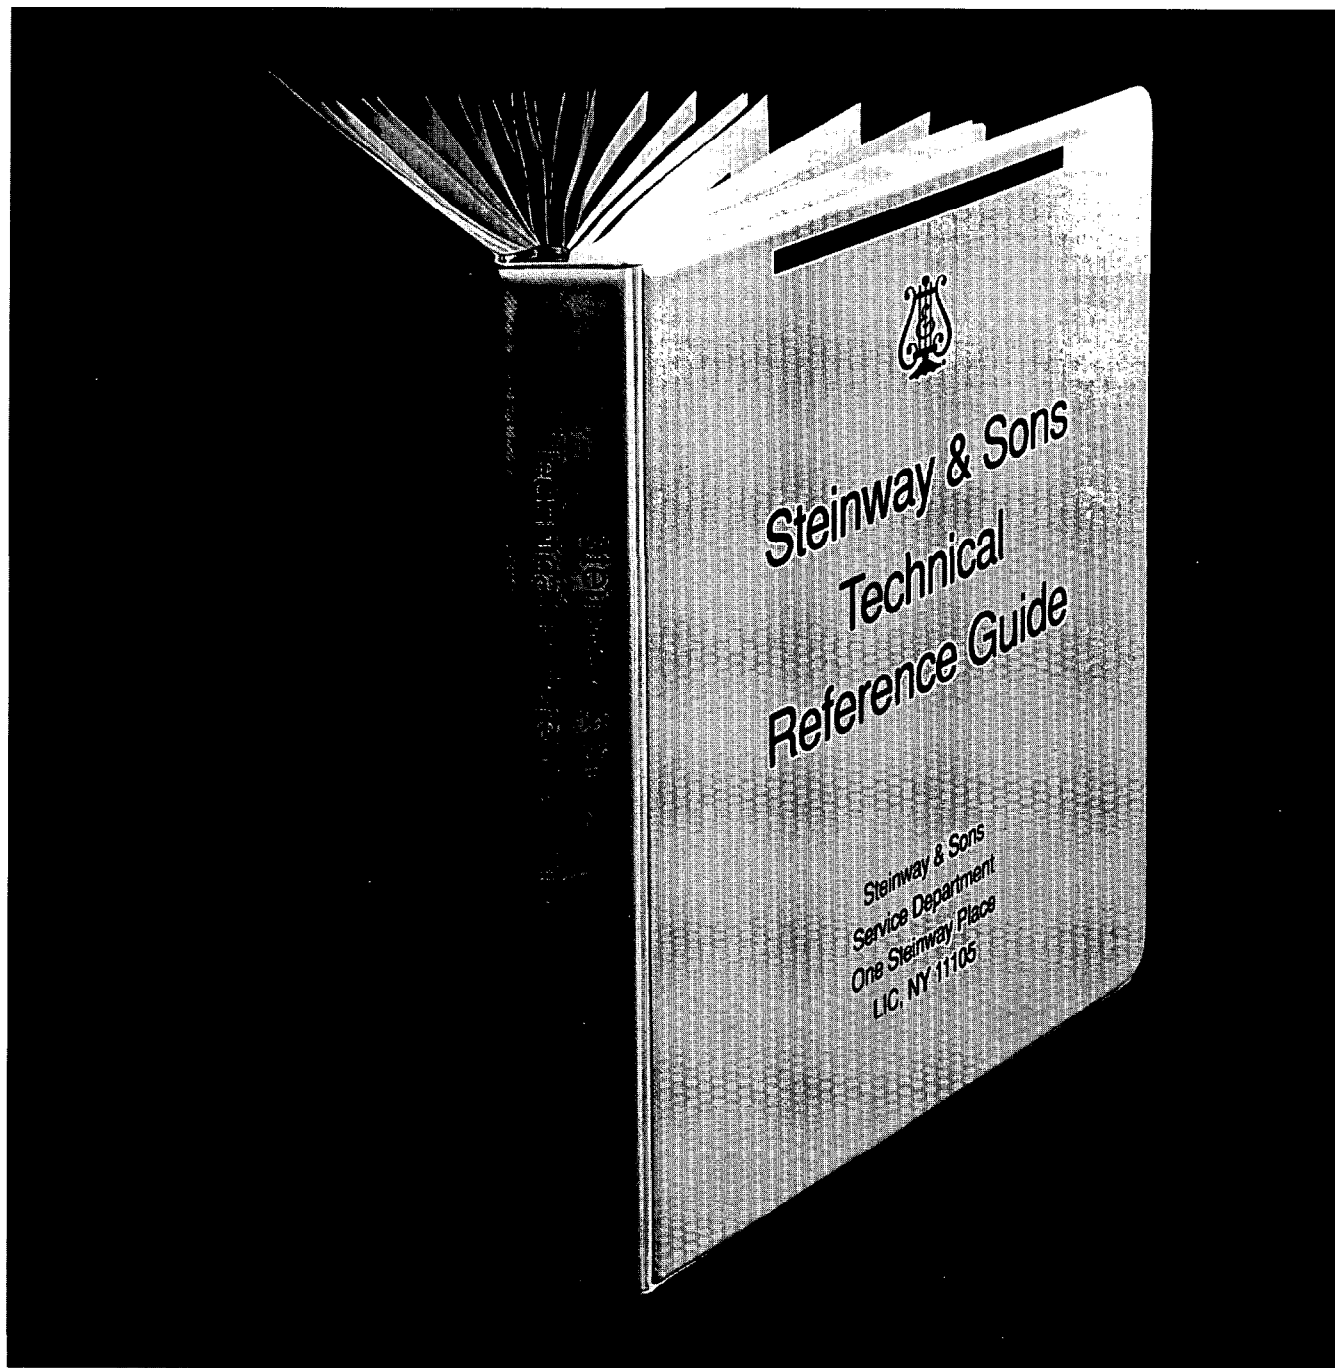 Steinway & Sons
Technical
Reference Guide
Steinway & Sons
Service Department
One Steinway Place
LIC, NY 11105